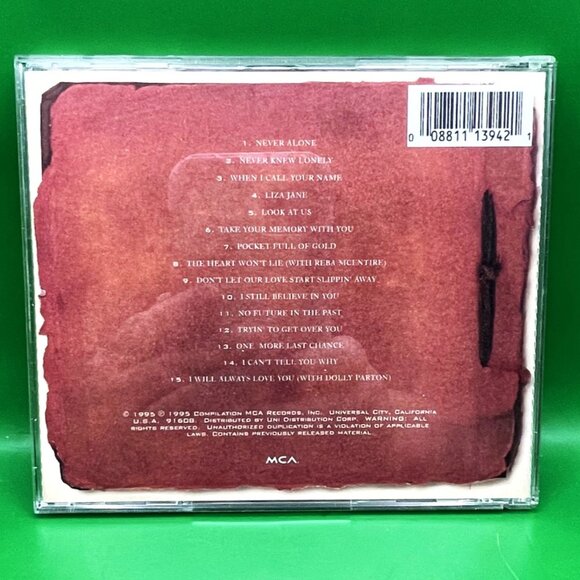 0 08811 13942 1
1. NEVER ALONE
2. NEVER KNEW LONELY
3. WHEN I CALL YOUR NAME
4. LIZA JANE
5. LOOK AT US
6. TAKE YOUR MEMORY WITH YOU
7. POCKET FULL OF GOLD
8. THE HEART WON'T LIE (WITH REBA MCENTIRE)
9. DON'T LET OUR LOVE START SLIPPIN' AWAY
10. I STILL BELIEVE IN YOU
11. NO FUTURE IN THE PAST
12. TRYIN' TO GET OVER YOU
13. ONE MORE LAST CHANCE
14. I CAN'T TELL YOU WHY
15. I WILL ALWAYS LOVE YOU (WITH DOLLY PARTON)
© 1995 ℗ 1995 COMPILATION MCA RECORDS, INC. UNIVERSAL CITY, CALIFORNIA
U.S.A. 91608. DISTRIBUTED BY UNI DISTRIBUTION CORP. WARNING: ALL
RIGHTS RESERVED. UNAUTHORIZED DUPLICATION IS A VIOLATION OF APPLICABLE
LAWS. CONTAINS PREVIOUSLY RELEASED MATERIAL.
MCA